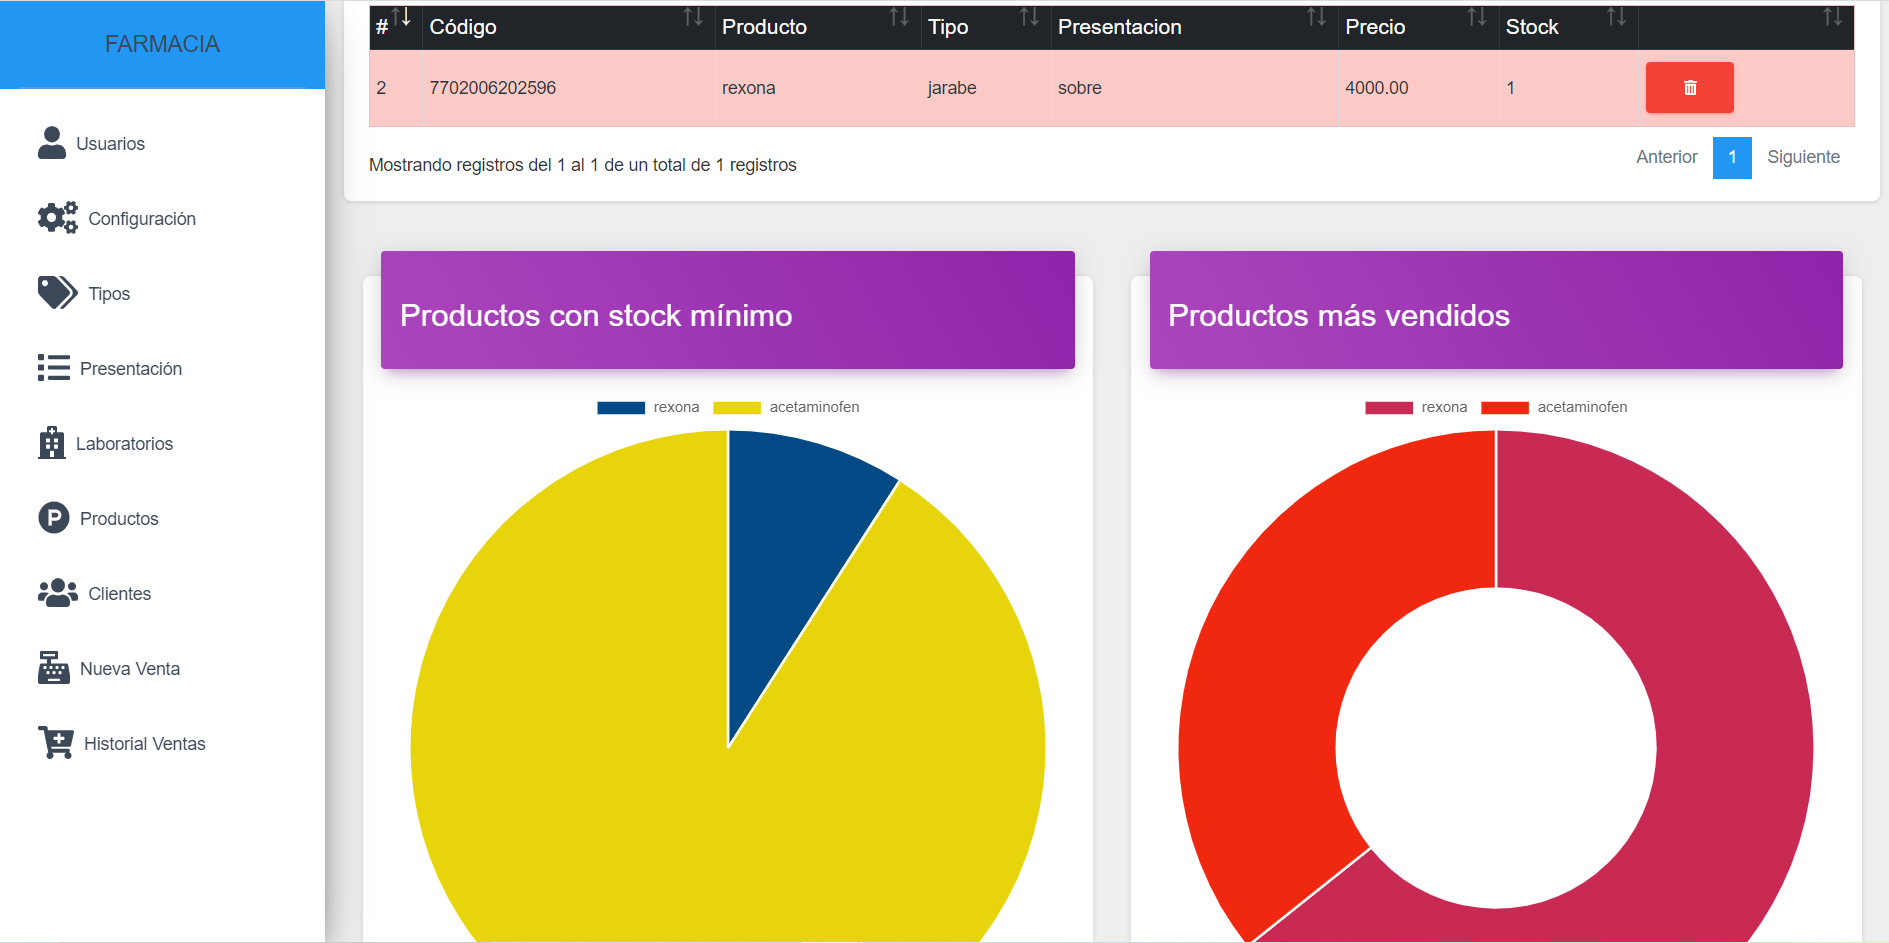 FARMACIA
Usuarios
Configuración
Tipos
Presentación
Laboratorios
P Productos
Clientes
Nueva Venta
Historial Ventas
# Código Producto Tipo Presentacion Precio Stock
2 7702006202596 rexona jarabe sobre 4000.00 1
Mostrando registros del 1 al 1 de un total de 1 registros
Anterior 1 Siguiente
Productos con stock mínimo
rexona acetaminofen
Productos más vendidos
rexona acetaminofen